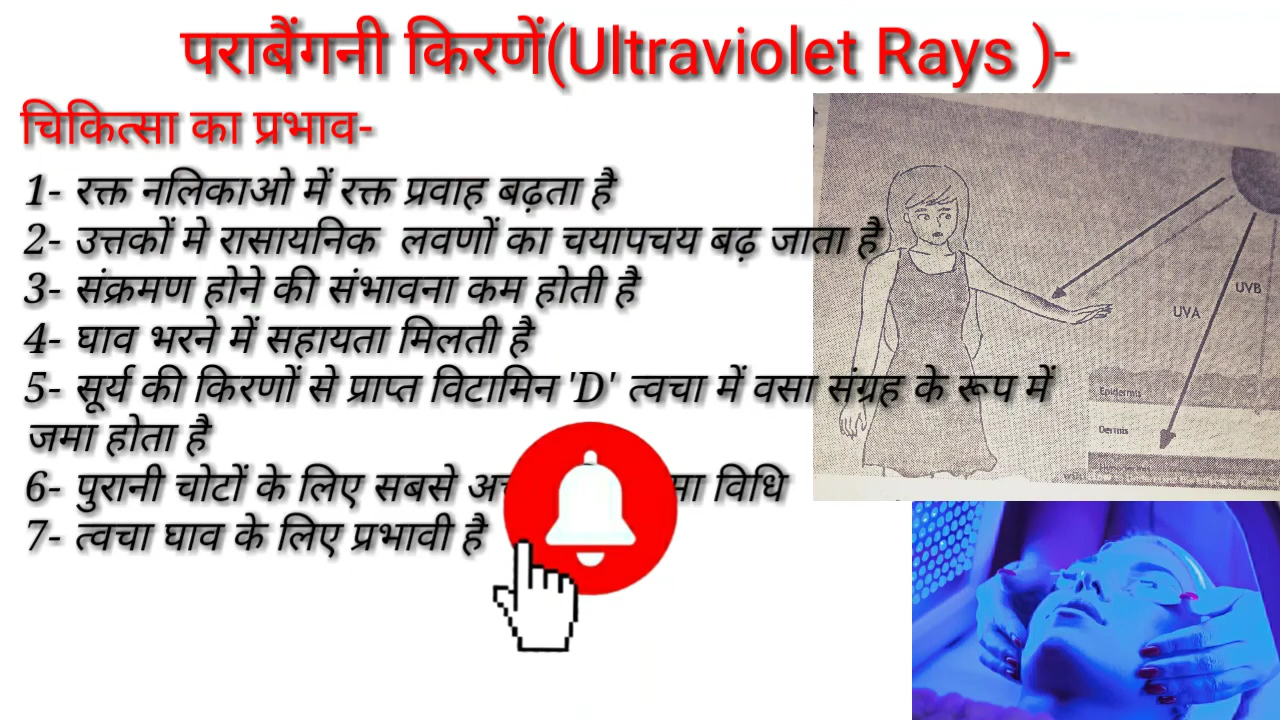 पराबैंगनी किरणें(Ultraviolet Rays )-
चिकित्सा का प्रभाव-
1- रक्त नलिकाओ में रक्त प्रवाह बढ़ता है
2- उत्तकों मे रासायनिक लवणों का चयापचय बढ़ जाता है
3- संक्रमण होने की संभावना कम होती है
4- घाव भरने में सहायता मिलती है
5- सूर्य की किरणों से प्राप्त विटामिन 'D' त्वचा में वसा संग्रह के रूप में
जमा होता है
6- पुरानी चोटों के लिए सबसे विधि
7- त्वचा घाव के लिए प्रभावी है
UVB
UVA
Epidermis
Dermis